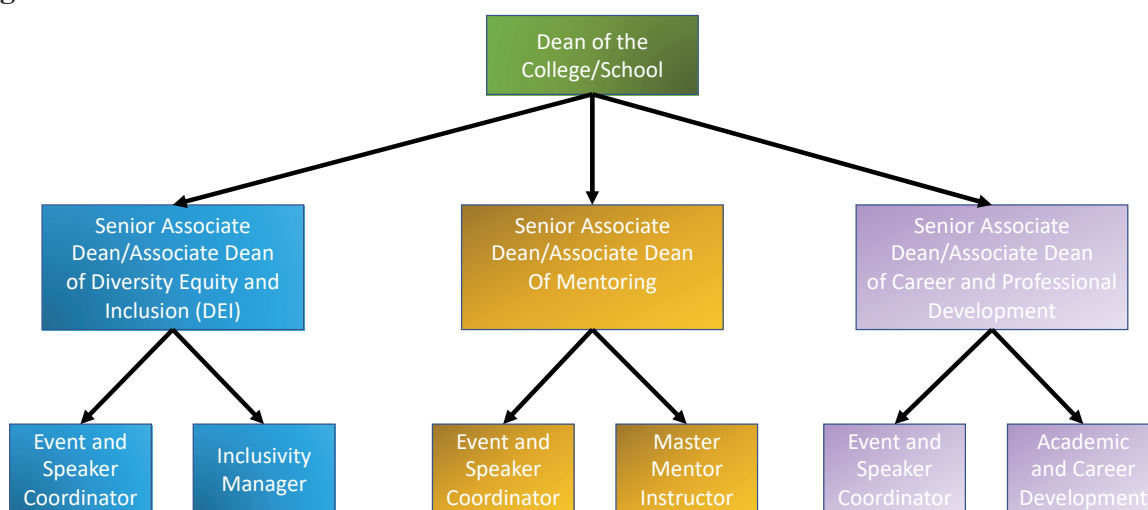 Dean of the
College/School
Senior Associate
Dean/Associate Dean
of Diversity Equity and
Inclusion (DEI)
Senior Associate
Dean/Associate Dean
Of Mentoring
Senior Associate
Dean/Associate Dean
of Career and Professional
Development
Event and
Speaker
Coordinator
Inclusivity
Manager
Event and
Speaker
Coordinator
Master
Mentor
Instructor
Event and
Speaker
Coordinator
Academic
and Career
Development